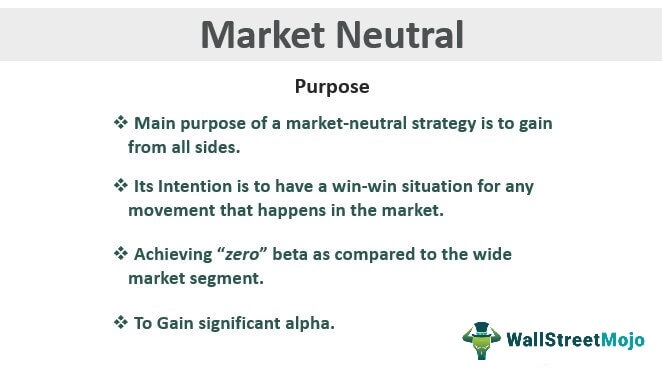 Market Neutral
Purpose
❖ Main purpose of a market-neutral strategy is to gain
from all sides.
❖ Its Intention is to have a win-win situation for any
movement that happens in the market.
❖ Achieving “zero” beta as compared to the wide
market segment.
❖ To Gain significant alpha.
WallStreetMojo